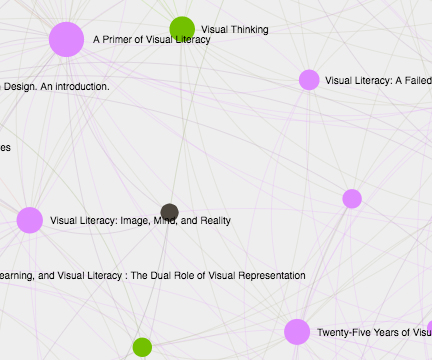 Visual Thinking
A Primer of Visual Literacy
Visual Literacy: A Failed
Design. An introduction.
es
Visual Literacy: Image, Mind, and Reality
earning, and Visual Literacy : The Dual Role of Visual Representation
Twenty-Five Years of Visu